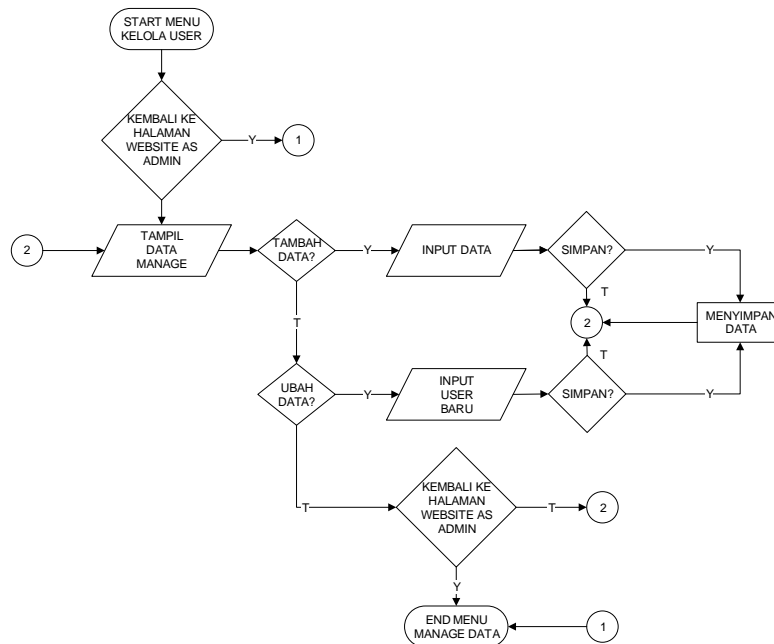 START MENU
KELOLA USER
KEMBALI KE
HALAMAN
WEBSITE AS
ADMIN
Y
1
2
TAMPIL
DATA
MANAGE
TAMBAH
DATA?
Y
INPUT DATA
SIMPAN?
Y
T
T
2
MENYIMPAN
DATA
T
UBAH
DATA?
Y
INPUT
USER
BARU
SIMPAN?
Y
KEMBALI KE
HALAMAN
WEBSITE AS
ADMIN
T
T
2
Y
END MENU
MANAGE DATA
1